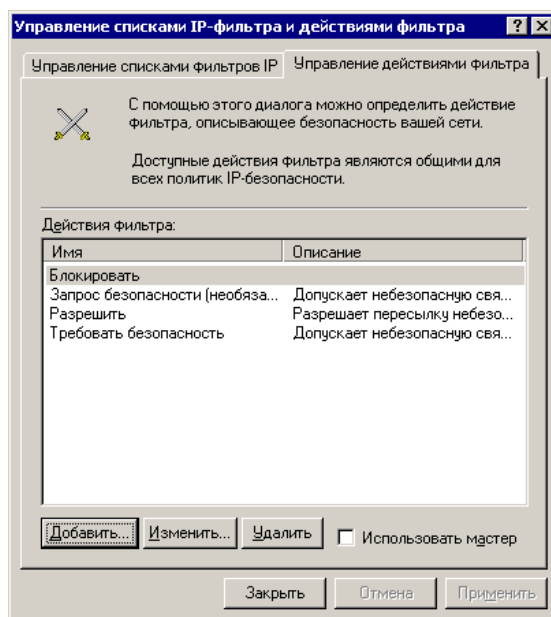 Управление списками IP-фильтра и действиями фильтра
Управление списками фильтров IP
Управление действиями фильтра
С помощью этого диалога можно определить действие
фильтра, описывающее безопасность вашей сети.
Доступные действия фильтра являются общими для
всех политик IP-безопасности.
Действия фильтра:
Имя Описание
Блокировать
Запрос безопасности (необяза... Допускает небезопасную свя...
Разрешить Разрешает пересылку небезо...
Требовать безопасность Допускает небезопасную свя...
Добавить... Изменить... Удалить Использовать мастер
Закрыть Отмена Применить